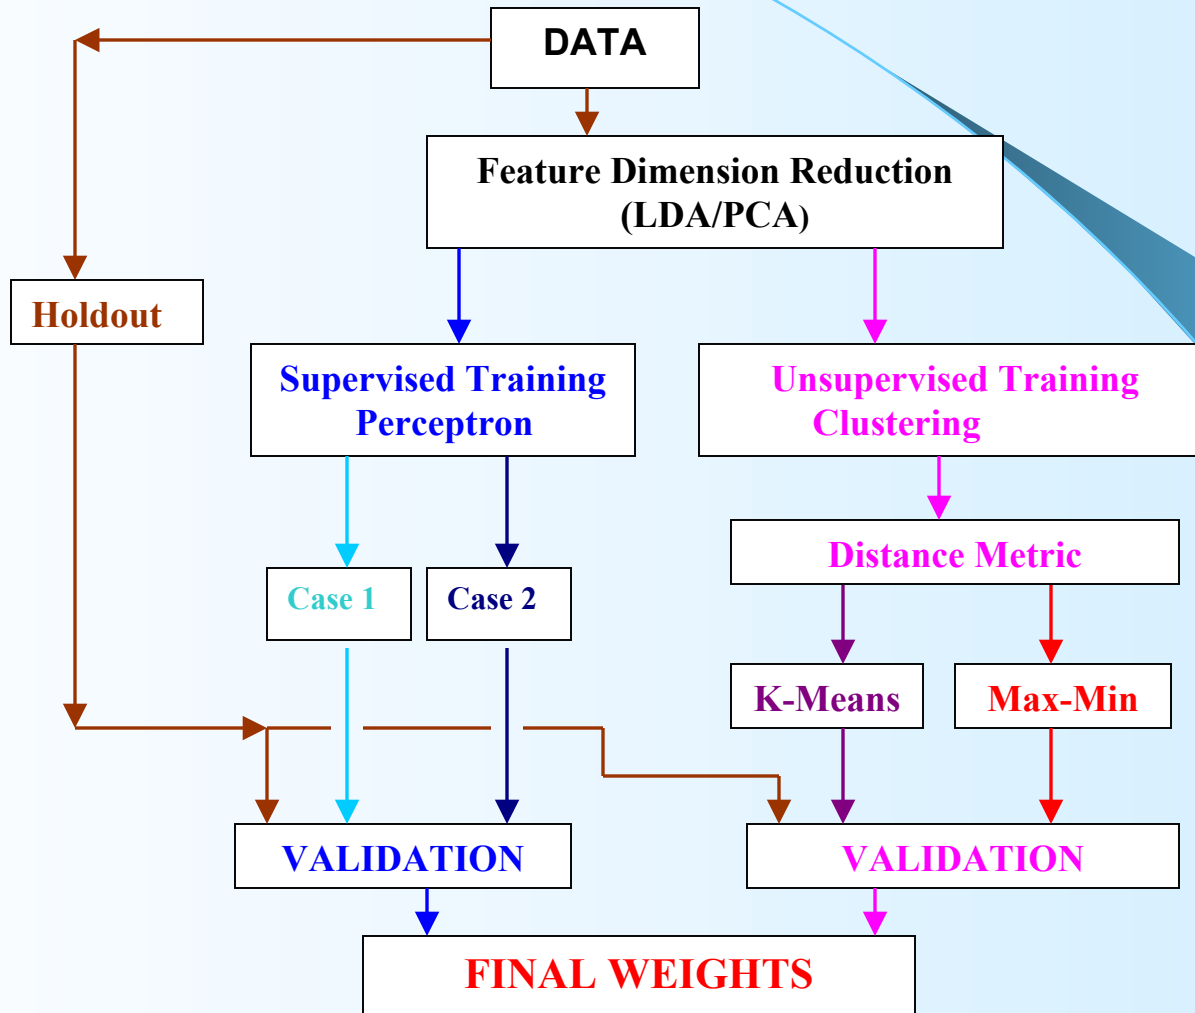 DATA
Feature Dimension Reduction
(LDA/PCA)
Holdout
Supervised Training
Perceptron
Unsupervised Training
Clustering
Distance Metric
Case 1
Case 2
K-Means
Max-Min
VALIDATION
VALIDATION
FINAL WEIGHTS